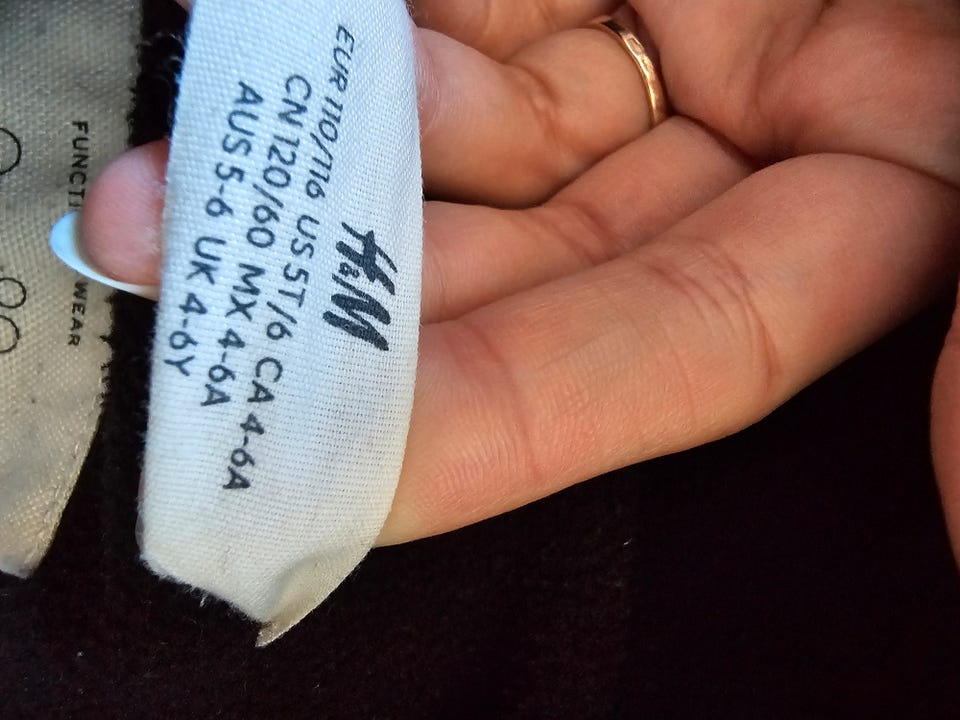 H&M
EUR 110/116 US 5T/6 CA 4-6A
CN 120/60 MX 4-6A
AUS 5-6 UK 4-6Y
WEAR